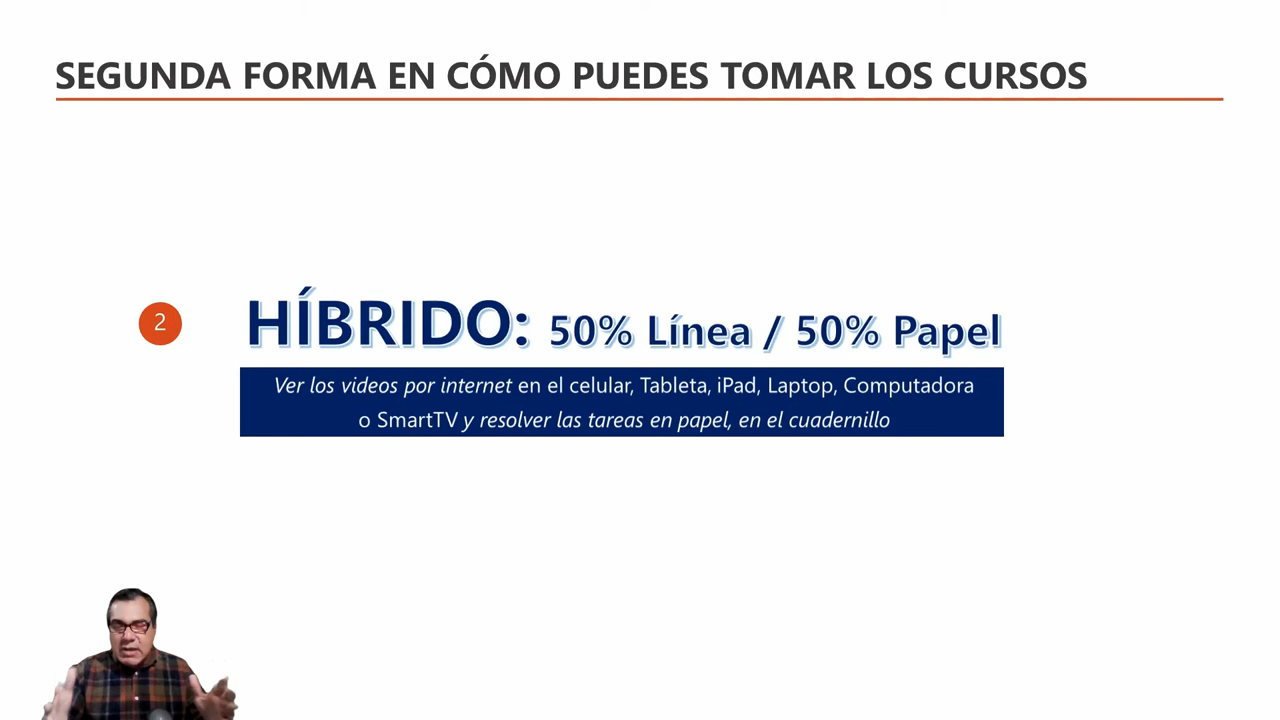 SEGUNDA FORMA EN CÓMO PUEDES TOMAR LOS CURSOS
2
HÍBRIDO: 50% Línea / 50% Papel
Ver los videos por internet en el celular, Tableta, iPad, Laptop, Computadora
o SmartTV y resolver las tareas en papel, en el cuadernillo